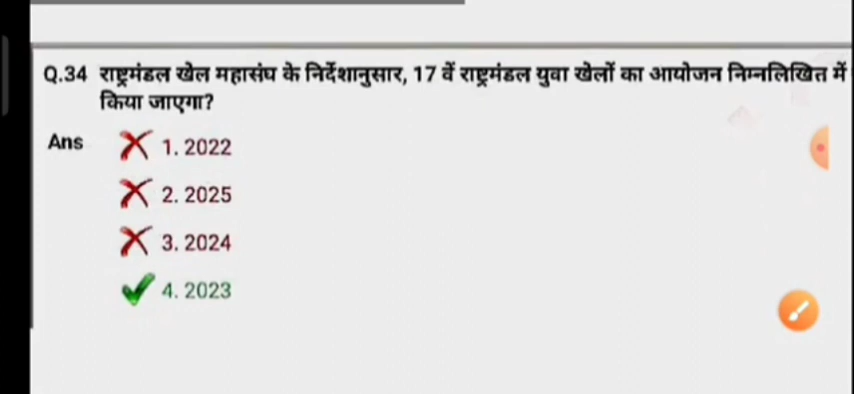 Q.34 राष्ट्रमंडल खेल महासंघ के निर्देशानुसार, 17 वें राष्ट्रमंडल युवा खेलों का आयोजन निम्नलिखित में
किया जाएगा?
Ans 1. 2022
2. 2025
3. 2024
4. 2023